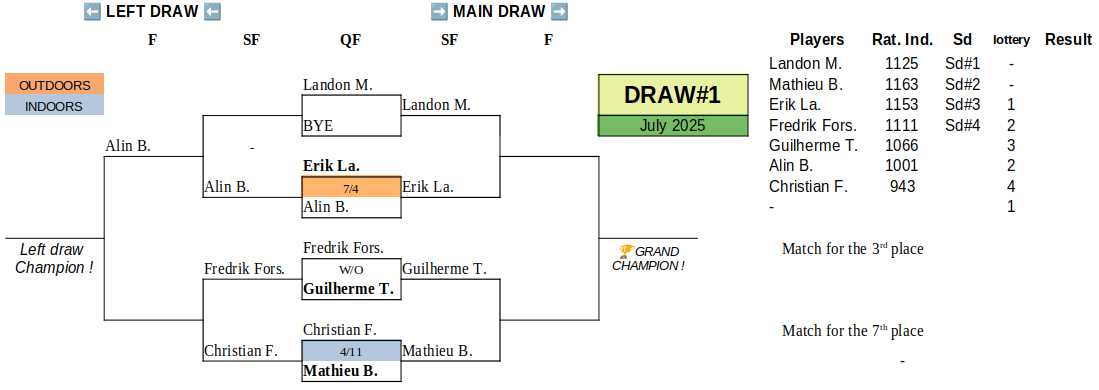 ⬅️ LEFT DRAW ⬅️ ➡️ MAIN DRAW ➡️
F SF QF SF F Players Rat. Ind. Sd lottery Result
Landon M. 1125 Sd#1 -
OUTDOORS Landon M. DRAW#1 Mathieu B. 1163 Sd#2 -
INDOORS Landon M. Erik La. 1153 Sd#3 1
BYE July 2025 Fredrik Fors. 1111 Sd#4 2
Alin B. - Guilherme T. 1066 3
Erik La. Alin B. 1001 2
Alin B. 7/4 Erik La. Christian F. 943 4
Alin B. - 1
Left draw Fredrik Fors. 🏆GRAND Match for the 3rd place
Champion ! Fredrik Fors. W/O Guilherme T. CHAMPION !
Guilherme T.
Christian F. Match for the 7th place
Christian F. 4/11 Mathieu B. -
Mathieu B.